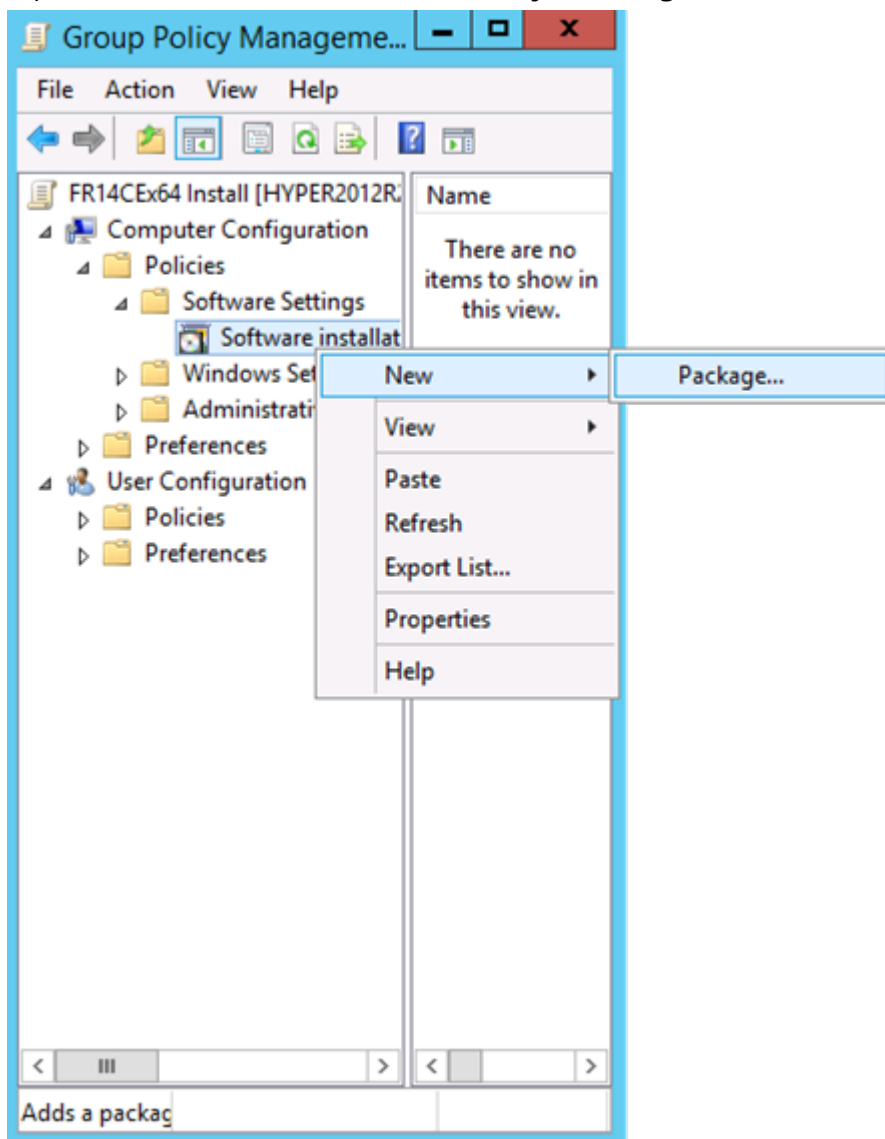 Group Policy Manageme...
File Action View Help
FR14CEx64 Install [HYPER2012R2
Name
Computer Configuration
There are no
Policies
items to show in
Software Settings
this view.
Software installat
Windows Set
New
Package...
Administrati
View
Preferences
User Configuration
Paste
Policies
Refresh
Preferences
Export List...
Properties
Help
Adds a packag